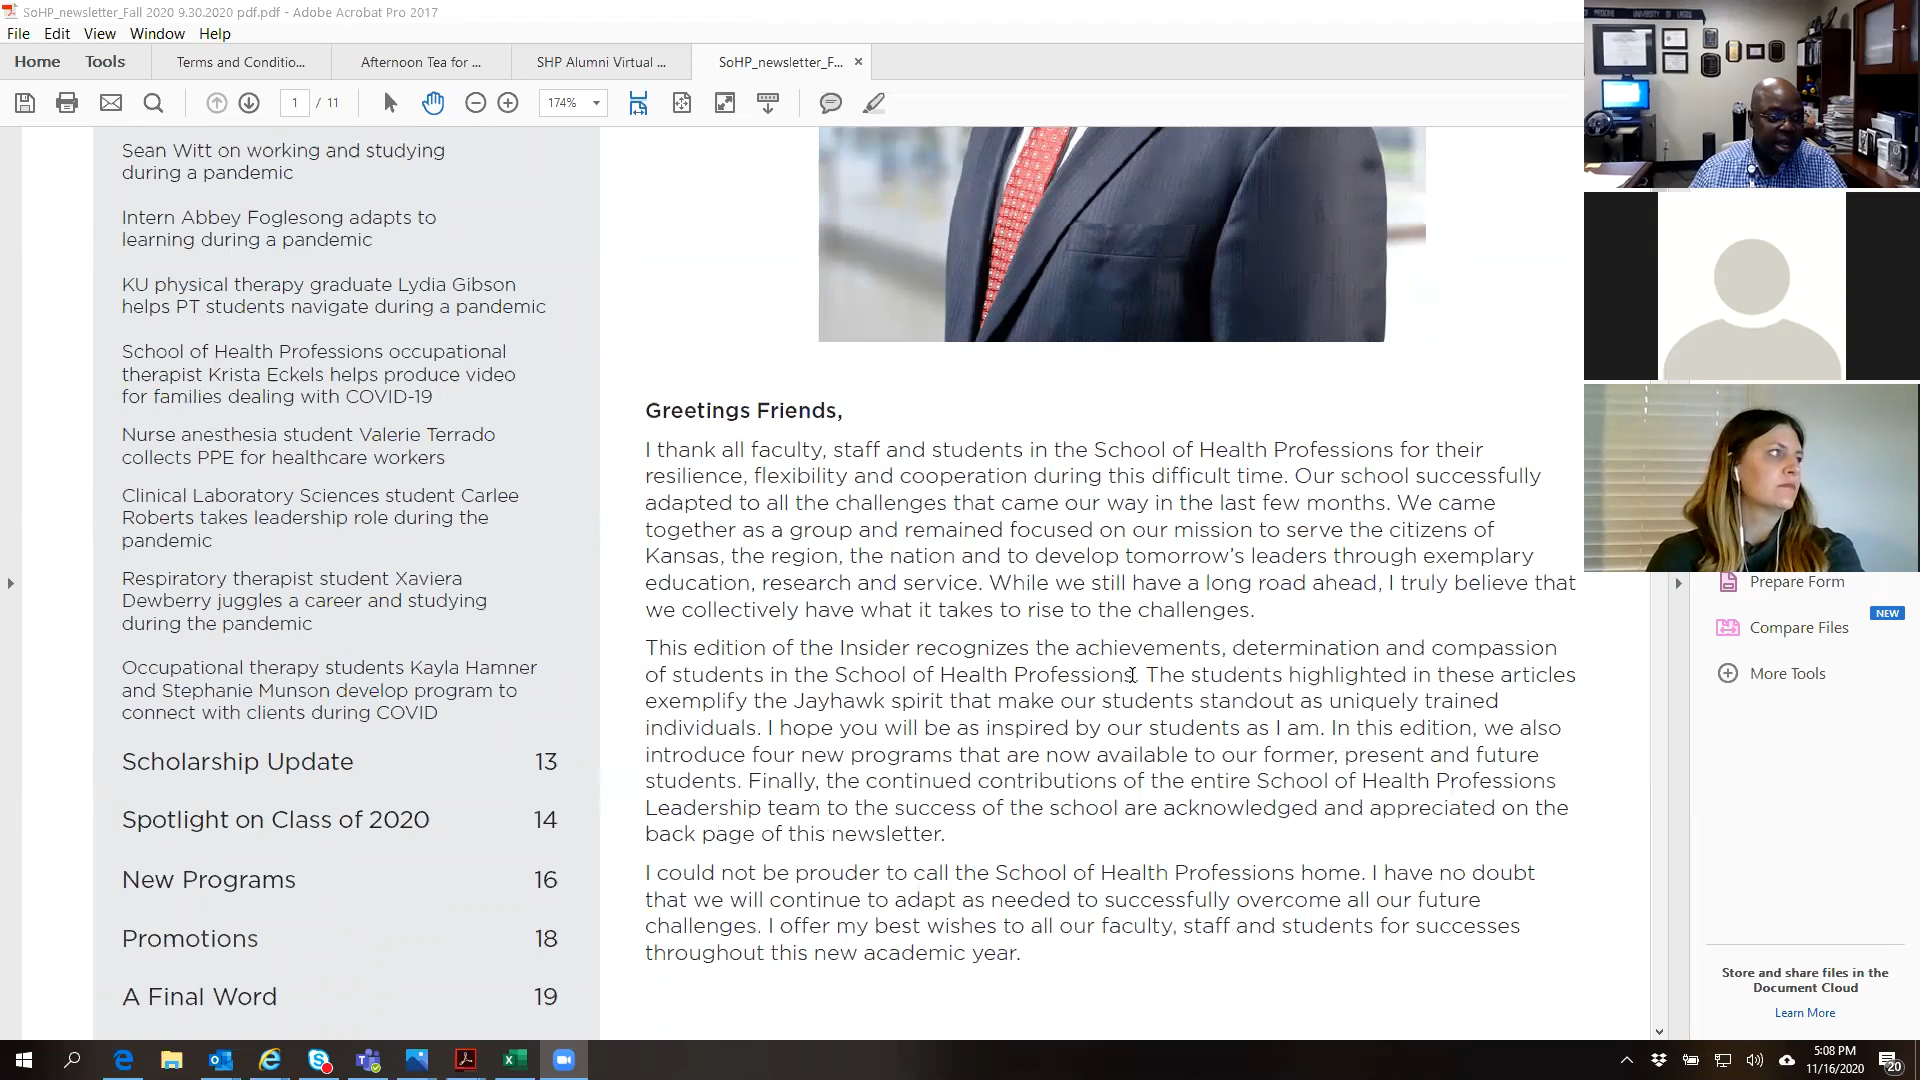 SoHP_newsletter_Fall 2020 9.30.2020 pdf.pdf - Adobe Acrobat Pro 2017
File Edit View Window Help
Home Tools Terms and Conditio... Afternoon Tea for ... SHP Alumni Virtual ... SoHP_newsletter_F... ×
1 / 11 174%
Sean Witt on working and studying
during a pandemic
Intern Abbey Foglesong adapts to
learning during a pandemic
KU physical therapy graduate Lydia Gibson
helps PT students navigate during a pandemic
School of Health Professions occupational
therapist Krista Eckels helps produce video
for families dealing with COVID-19
Nurse anesthesia student Valerie Terrado
collects PPE for healthcare workers
Clinical Laboratory Sciences student Carlee
Roberts takes leadership role during the
pandemic
Respiratory therapist student Xaviera
Dewberry juggles a career and studying
during the pandemic
Occupational therapy students Kayla Hamner
and Stephanie Munson develop program to
connect with clients during COVID
Scholarship Update 13
Spotlight on Class of 2020 14
New Programs 16
Promotions 18
A Final Word 19
Greetings Friends,
I thank all faculty, staff and students in the School of Health Professions for their
resilience, flexibility and cooperation during this difficult time. Our school successfully
adapted to all the challenges that came our way in the last few months. We came
together as a group and remained focused on our mission to serve the citizens of
Kansas, the region, the nation and to develop tomorrow’s leaders through exemplary
education, research and service. While we still have a long road ahead, I truly believe that
we collectively have what it takes to rise to the challenges.
This edition of the Insider recognizes the achievements, determination and compassion
of students in the School of Health Professions. The students highlighted in these articles
exemplify the Jayhawk spirit that make our students standout as uniquely trained
individuals. I hope you will be as inspired by our students as I am. In this edition, we also
introduce four new programs that are now available to our former, present and future
students. Finally, the continued contributions of the entire School of Health Professions
Leadership team to the success of the school are acknowledged and appreciated on the
back page of this newsletter.
I could not be prouder to call the School of Health Professions home. I have no doubt
that we will continue to adapt as needed to successfully overcome all our future
challenges. I offer my best wishes to all our faculty, staff and students for successes
throughout this new academic year.
Prepare Form
NEW
Compare Files
More Tools
Store and share files in the
Document Cloud
Learn More
5:08 PM
11/16/2020
20